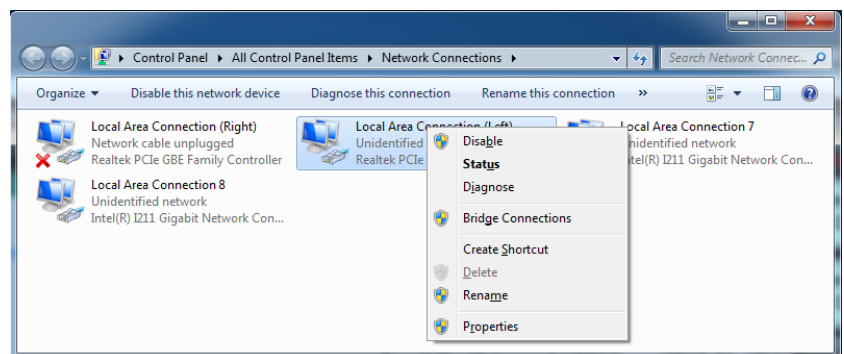 Control Panel ▸ All Control Panel Items ▸ Network Connections ▸ Search Network Connec...
Organize Disable this network device Diagnose this connection Rename this connection »
Local Area Connection (Right)
Network cable unplugged
Realtek PCIe GBE Family Controller
Local Area Connection (Left)
Unidentified
Realtek PCIe
Local Area Connection 7
Intel(R) I211 Gigabit Network Con...
Local Area Connection 8
Unidentified network
Intel(R) I211 Gigabit Network Con...
Disable
Status
Diagnose
Bridge Connections
Create Shortcut
Delete
Rename
Properties